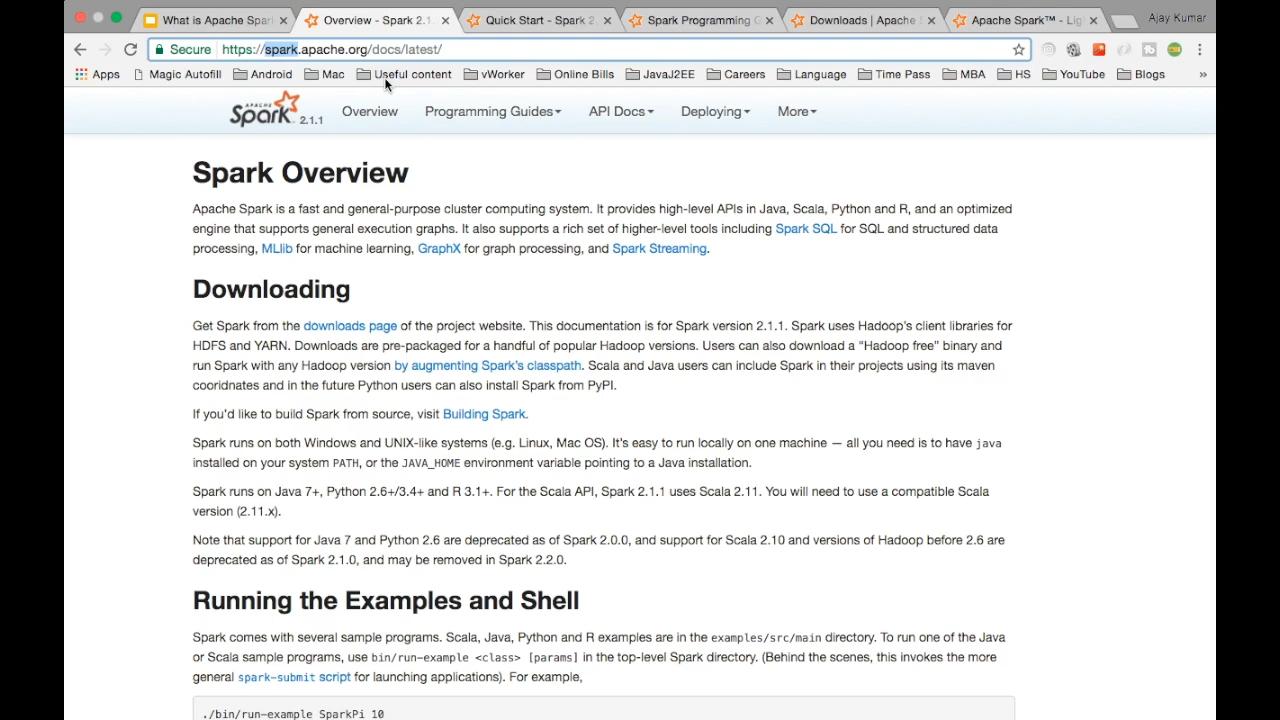 What is Apache Spar
Overview - Spark 2.1.
Quick Start - Spark 2.
Spark Programming G
Downloads | Apache
Apache Spark™ - Lig
Ajay Kumar
Secure https://spark.apache.org/docs/latest/
Apps Magic Autofill Android Mac Useful content vWorker Online Bills JavaJ2EE Careers Language Time Pass MBA HS YouTube Blogs »
APACHE Spark 2.1.1 Overview Programming Guides API Docs Deploying More
Spark Overview
Apache Spark is a fast and general-purpose cluster computing system. It provides high-level APIs in Java, Scala, Python and R, and an optimized
engine that supports general execution graphs. It also supports a rich set of higher-level tools including Spark SQL for SQL and structured data
processing, MLlib for machine learning, GraphX for graph processing, and Spark Streaming.
Downloading
Get Spark from the downloads page of the project website. This documentation is for Spark version 2.1.1. Spark uses Hadoop's client libraries for
HDFS and YARN. Downloads are pre-packaged for a handful of popular Hadoop versions. Users can also download a "Hadoop free" binary and
run Spark with any Hadoop version by augmenting Spark's classpath. Scala and Java users can include Spark in their projects using its maven
cooridnates and in the future Python users can also install Spark from PyPI.
If you'd like to build Spark from source, visit Building Spark.
Spark runs on both Windows and UNIX-like systems (e.g. Linux, Mac OS). It's easy to run locally on one machine — all you need is to have java
installed on your system PATH, or the JAVA_HOME environment variable pointing to a Java installation.
Spark runs on Java 7+, Python 2.6+/3.4+ and R 3.1+. For the Scala API, Spark 2.1.1 uses Scala 2.11. You will need to use a compatible Scala
version (2.11.x).
Note that support for Java 7 and Python 2.6 are deprecated as of Spark 2.0.0, and support for Scala 2.10 and versions of Hadoop before 2.6 are
deprecated as of Spark 2.1.0, and may be removed in Spark 2.2.0.
Running the Examples and Shell
Spark comes with several sample programs. Scala, Java, Python and R examples are in the examples/src/main directory. To run one of the Java
or Scala sample programs, use bin/run-example <class> [params] in the top-level Spark directory. (Behind the scenes, this invokes the more
general spark-submit script for launching applications). For example,
./bin/run-example SparkPi 10